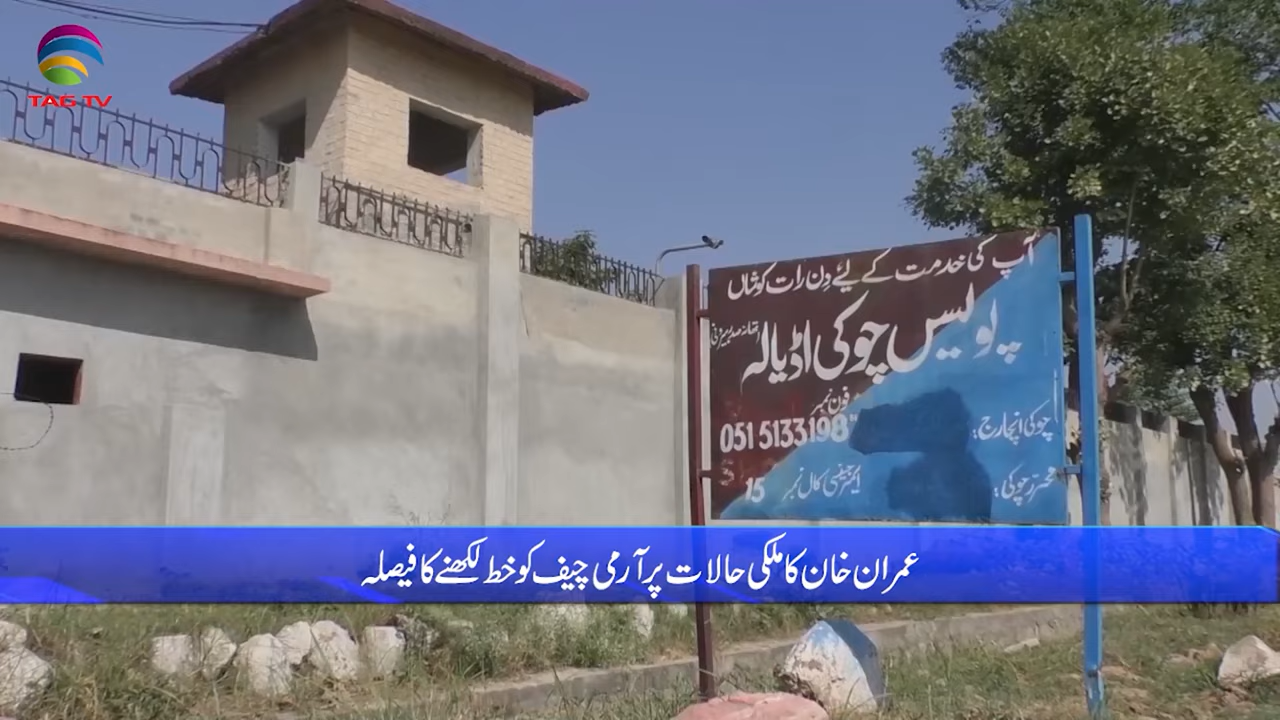 TAG TV
آپ کی خدمت کے لیئے دن رات کوشاں
پولیس چوکی اڈیالہ
فون نمبر
051 5133198
چوکی انچارج:
ایمرجنسی کال نمبر 15
محرر چوکی:
عمران خان کا ملکی حالات پر آرمی چیف کو خط لکھنے کا فیصلہ